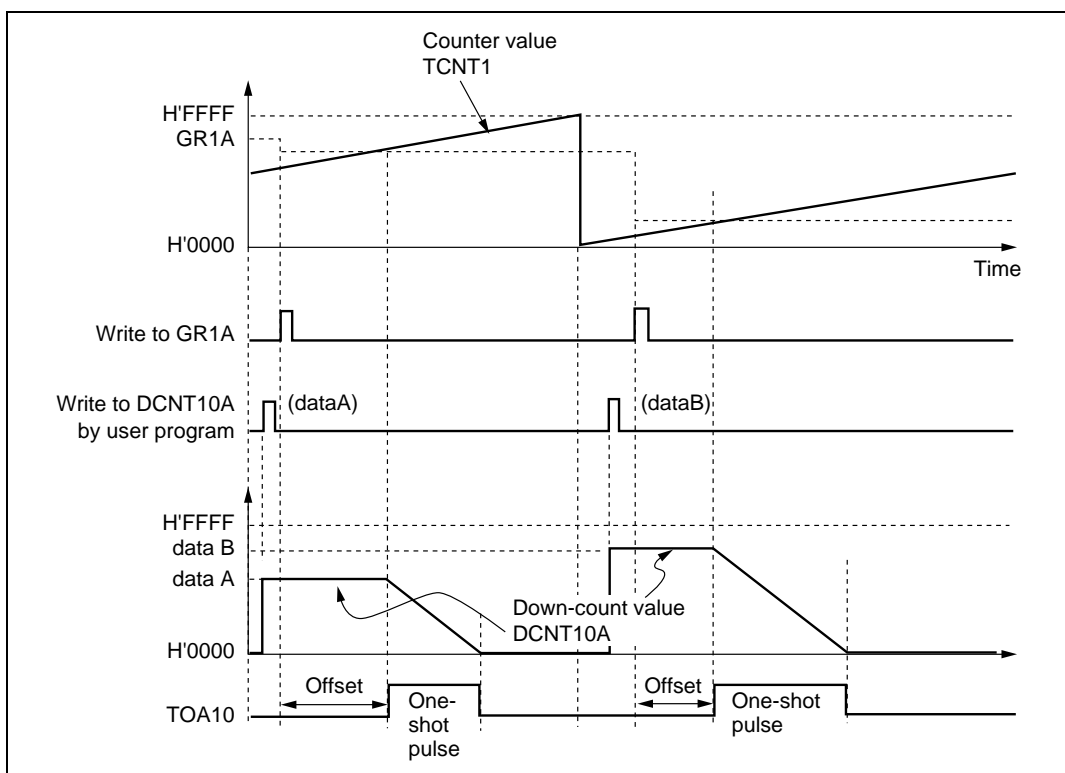 Counter value
TCNT1
H'FFFF
GR1A
H'0000
Time
Write to GR1A
Write to DCNT10A
by user program
(dataA)
(dataB)
H'FFFF
data B
data A
Down-count value
DCNT10A
H'0000
Offset
Offset
TOA10
One-
shot
pulse
One-shot
pulse